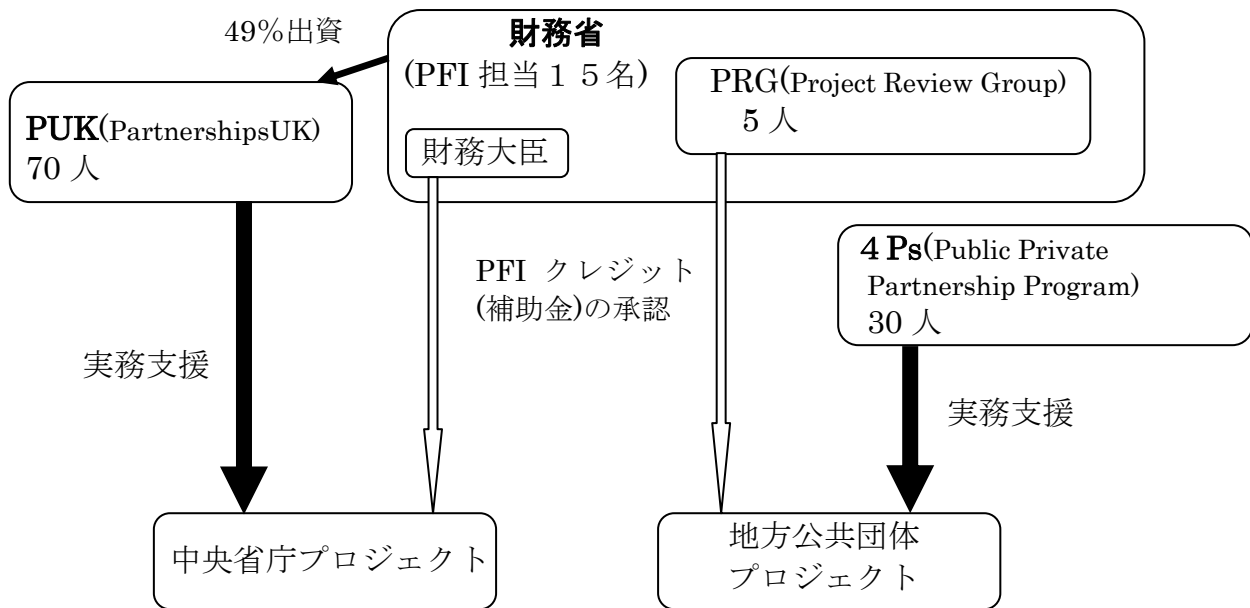 49%出資
財務省
(PFI 担当１５名)
PRG(Project Review Group)
5 人
PUK(PartnershipsUK)
70 人
財務大臣
4 Ps(Public Private
Partnership Program)
30 人
PFI クレジット
(補助金)の承認
実務支援
実務支援
中央省庁プロジェクト
地方公共団体
プロジェクト